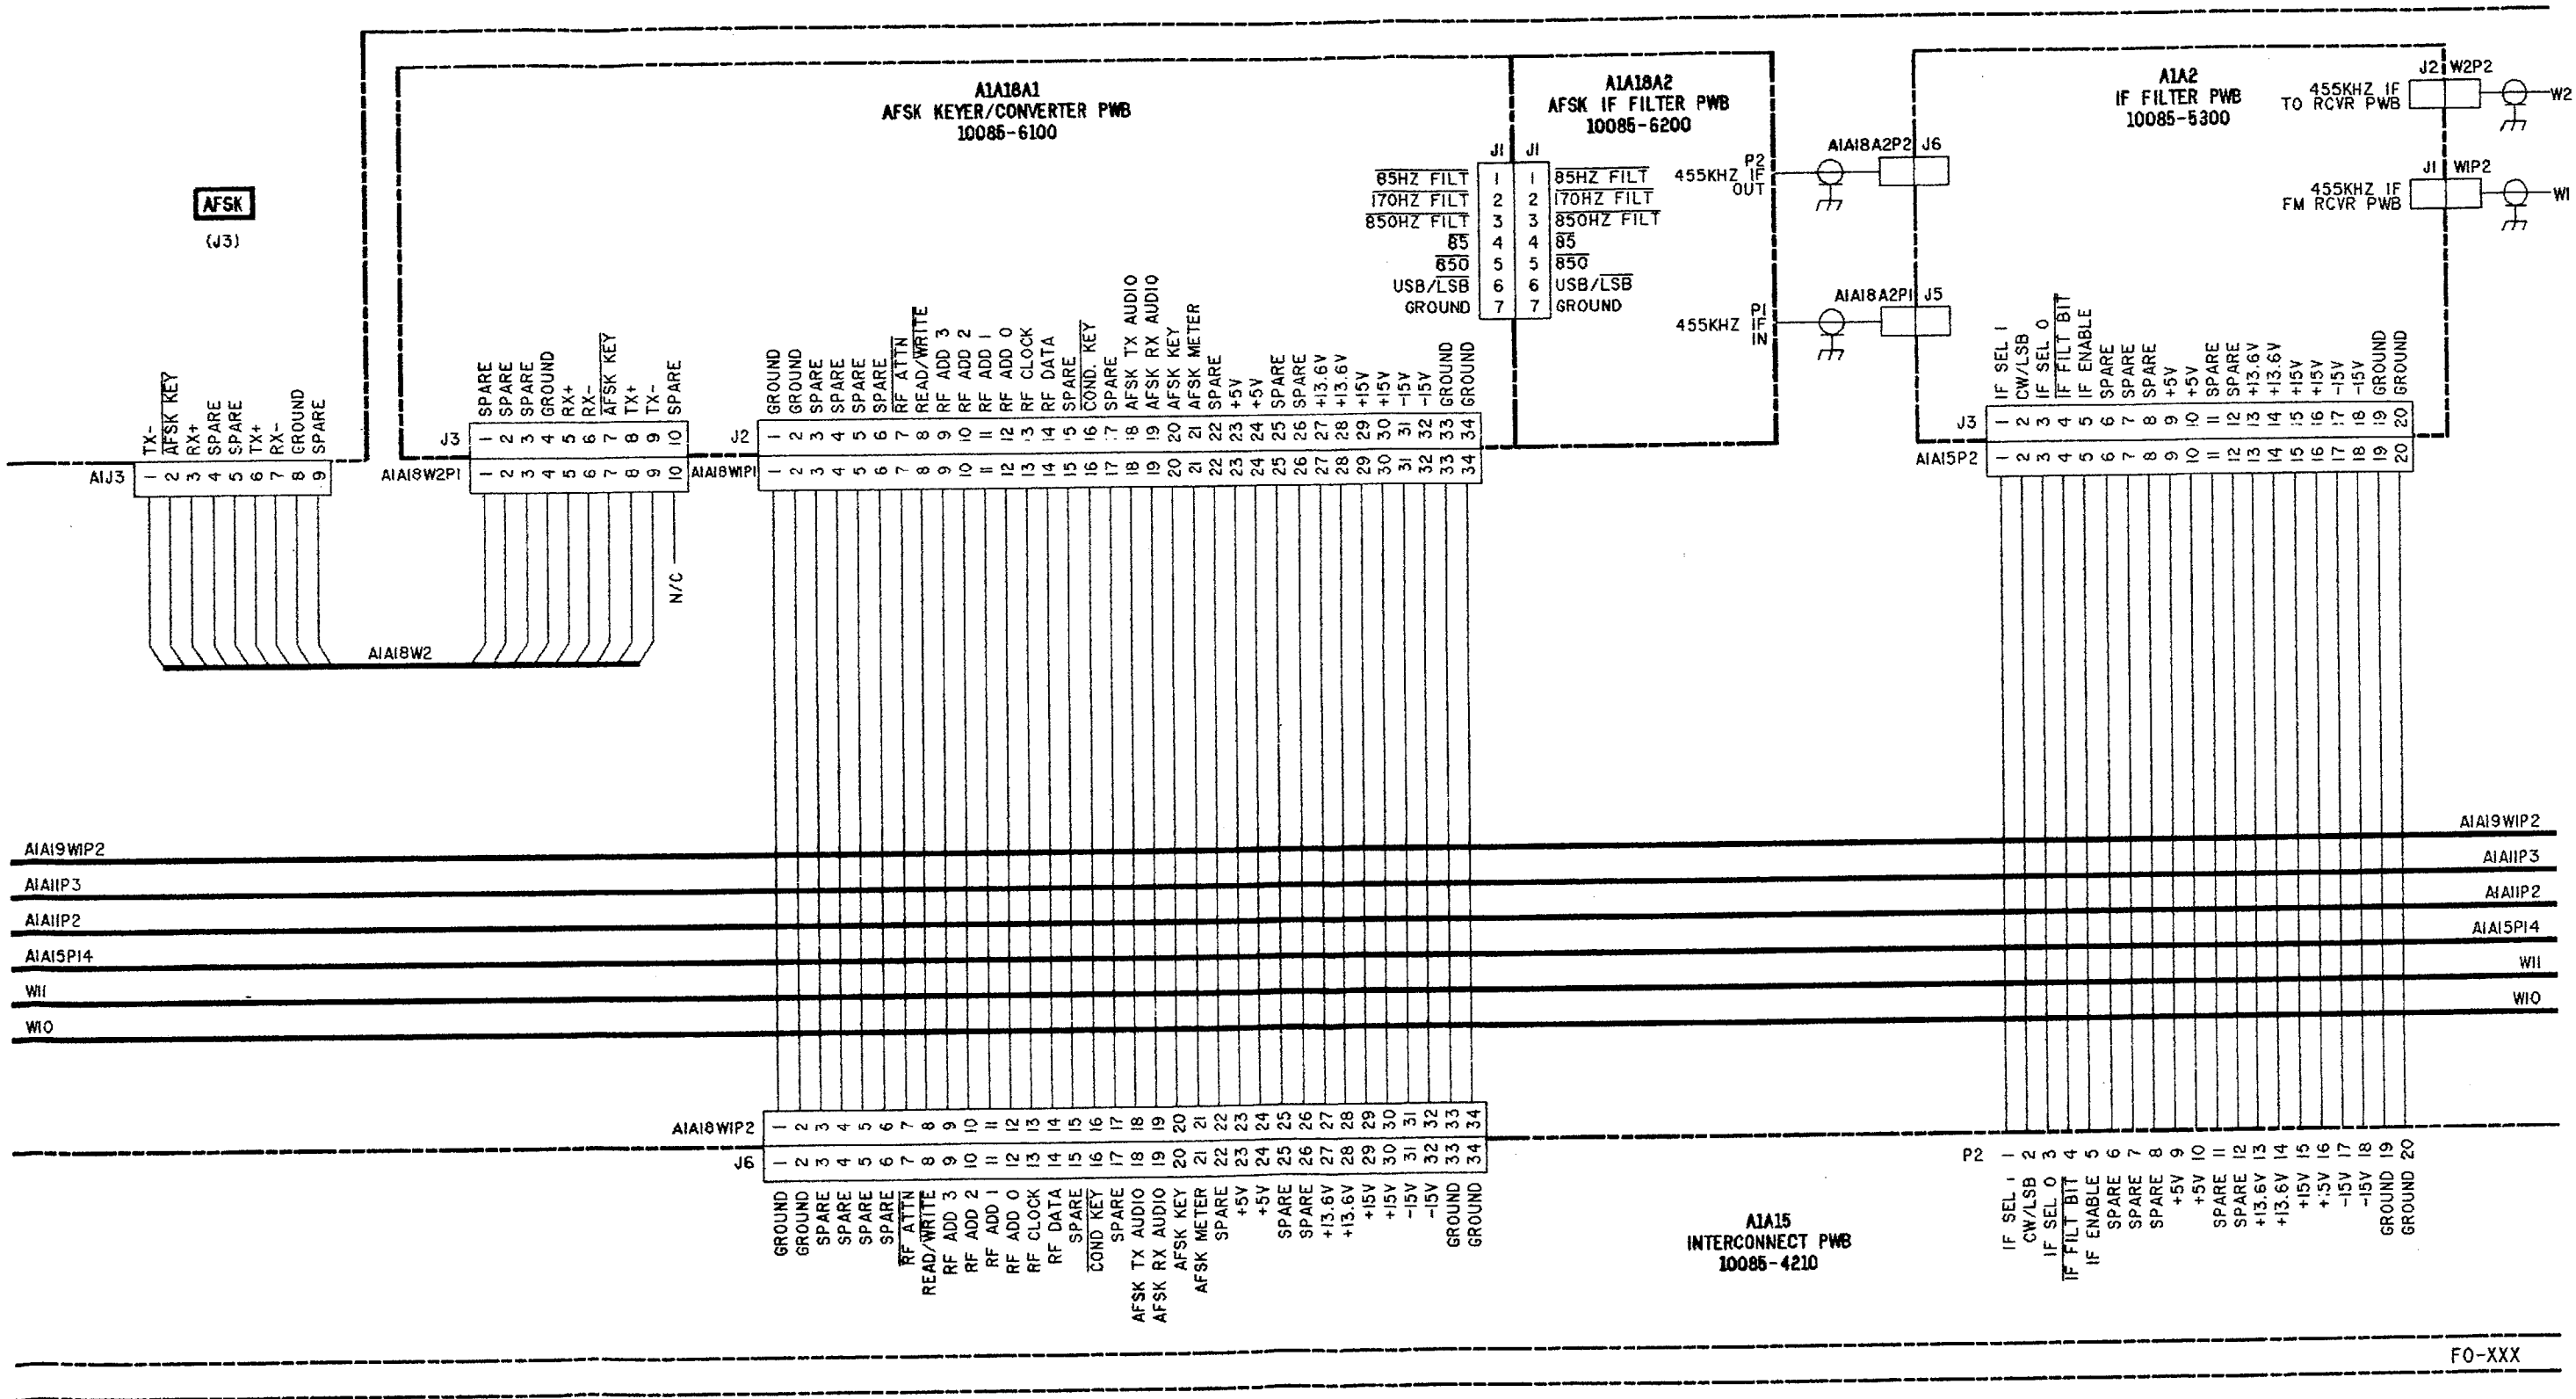 A1A18A1
AFSK KEYER/CONVERTER PWB
10085-6100
A1A18A2
AFSK IF FILTER PWB
10085-6200
A1A2
IF FILTER PWB
10085-5300
J2 W2P2
455KHZ IF
TO RCVR PWB
W2
J1 W1P2
455KHZ IF
FM RCVR PWB
W1
AFSK
(J3)
J1 J1
85HZ FILT 1 1 85HZ FILT
170HZ FILT 2 2 170HZ FILT
850HZ FILT 3 3 850HZ FILT
85 4 4 85
850 5 5 850
USB/LSB 6 6 USB/LSB
GROUND 7 7 GROUND
P2
455KHZ IF
OUT
A1A18A2P2 J6
P1
455KHZ IF
IN
A1A18A2P1 J5
TX-
AFSK KEY
RX+
SPARE
SPARE
TX+
RX-
GROUND
SPARE
A1J3 1 2 3 4 5 6 7 8 9
SPARE
SPARE
SPARE
GROUND
RX+
RX-
AFSK KEY
TX+
TX-
SPARE
J3 1 2 3 4 5 6 7 8 9 10
A1A18W2P1 1 2 3 4 5 6 7 8 9 10
N/C
A1A18W2
GROUND
GROUND
SPARE
SPARE
SPARE
SPARE
RF ATTN
READ/WRITE
RF ADD 3
RF ADD 2
RF ADD 1
RF ADD 0
RF CLOCK
RF DATA
SPARE
COND. KEY
SPARE
AFSK TX AUDIO
AFSK RX AUDIO
AFSK KEY
AFSK METER
SPARE
+5V
+5V
SPARE
SPARE
+13.6V
+13.6V
+15V
+15V
-15V
-15V
GROUND
GROUND
J2 1 2 3 4 5 6 7 8 9 10 11 12 13 14 15 16 17 18 19 20 21 22 23 24 25 26 27 28 29 30 31 32 33 34
A1A18W1P1 1 2 3 4 5 6 7 8 9 10 11 12 13 14 15 16 17 18 19 20 21 22 23 24 25 26 27 28 29 30 31 32 33 34
IF SEL 1
CW/LSB
IF SEL 0
IF FILT BIT
IF ENABLE
SPARE
SPARE
SPARE
+5V
+5V
SPARE
SPARE
+13.6V
+13.6V
+15V
+15V
-15V
-15V
GROUND
GROUND
J3 1 2 3 4 5 6 7 8 9 10 11 12 13 14 15 16 17 18 19 20
A1A15P2 1 2 3 4 5 6 7 8 9 10 11 12 13 14 15 16 17 18 19 20
A1A19W1P2 A1A19W1P2
A1A11P3 A1A11P3
A1A11P2 A1A11P2
A1A15P14 A1A15P14
W11 W11
W10 W10
A1A18W1P2 1 2 3 4 5 6 7 8 9 10 11 12 13 14 15 16 17 18 19 20 21 22 23 24 25 26 27 28 29 30 31 32 33 34
J6 1 2 3 4 5 6 7 8 9 10 11 12 13 14 15 16 17 18 19 20 21 22 23 24 25 26 27 28 29 30 31 32 33 34
GROUND
GROUND
SPARE
SPARE
SPARE
SPARE
RF ATTN
READ/WRITE
RF ADD 3
RF ADD 2
RF ADD 1
RF ADD 0
RF CLOCK
RF DATA
SPARE
COND KEY
SPARE
AFSK TX AUDIO
AFSK RX AUDIO
AFSK KEY
AFSK METER
SPARE
+5V
+5V
SPARE
SPARE
+13.6V
+13.6V
+15V
+15V
-15V
-15V
GROUND
GROUND
P2 1 2 3 4 5 6 7 8 9 10 11 12 13 14 15 16 17 18 19 20
IF SEL 1
CW/LSB
IF SEL 0
IF FILT BIT
IF ENABLE
SPARE
SPARE
SPARE
+5V
+5V
SPARE
SPARE
+13.6V
+13.6V
+15V
+15V
-15V
-15V
GROUND
GROUND
A1A15
INTERCONNECT PWB
10085-4210
FO-XXX